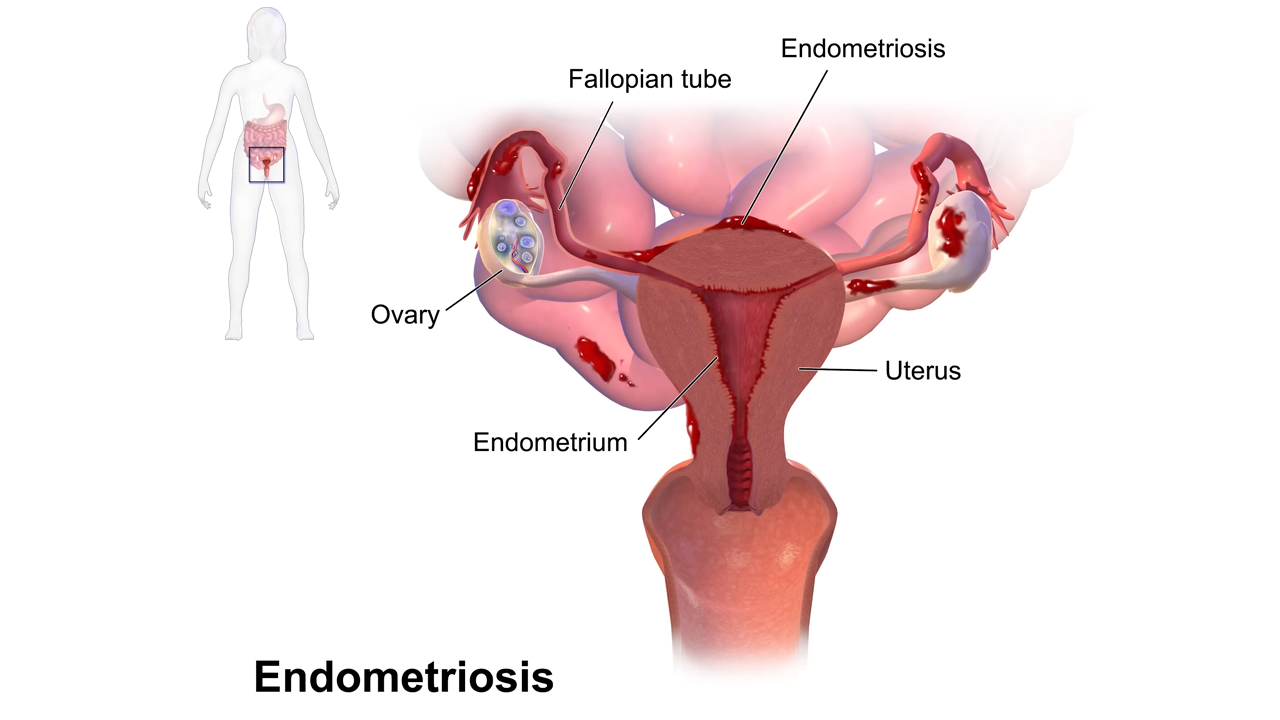 Endometriosis
Fallopian tube
Ovary
Uterus
Endometrium
Endometriosis